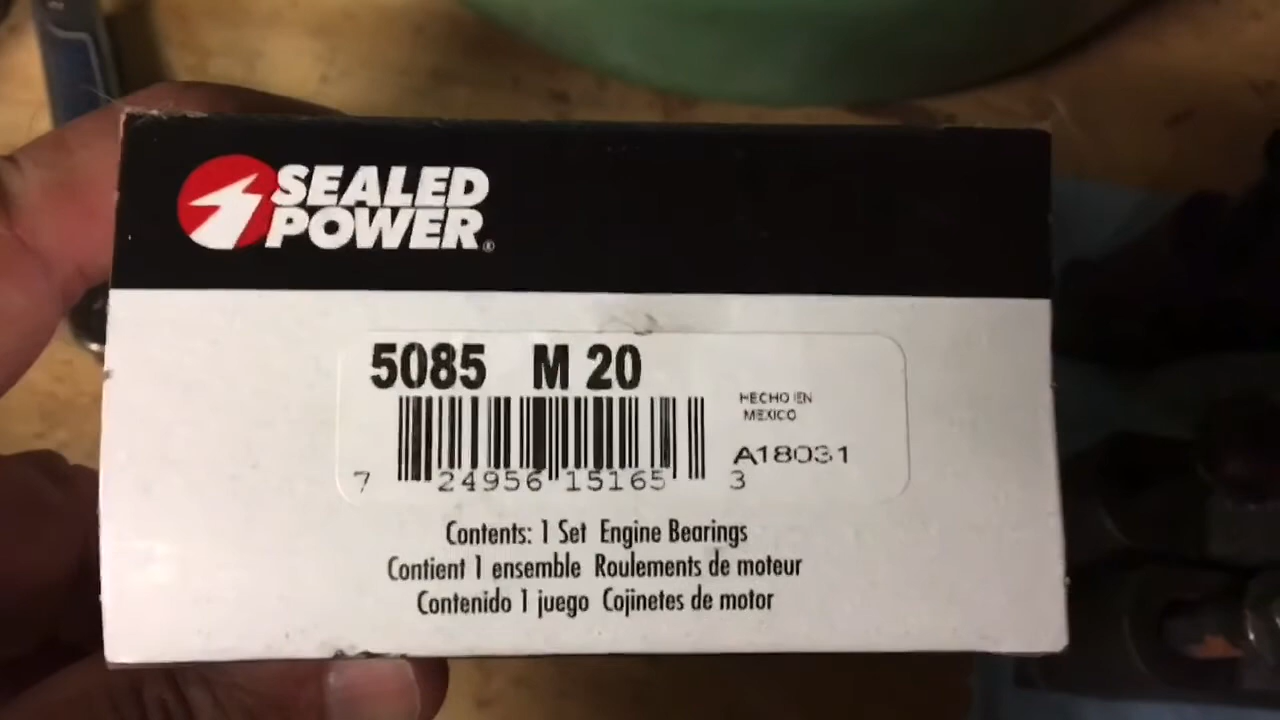 SEALED
POWER®
5085 M 20
HECHO EN
MEXICO
A18031
7 24956 15165 3
Contents: 1 Set Engine Bearings
Contient 1 ensemble Roulements de moteur
Contenido 1 juego Cojinetes de motor